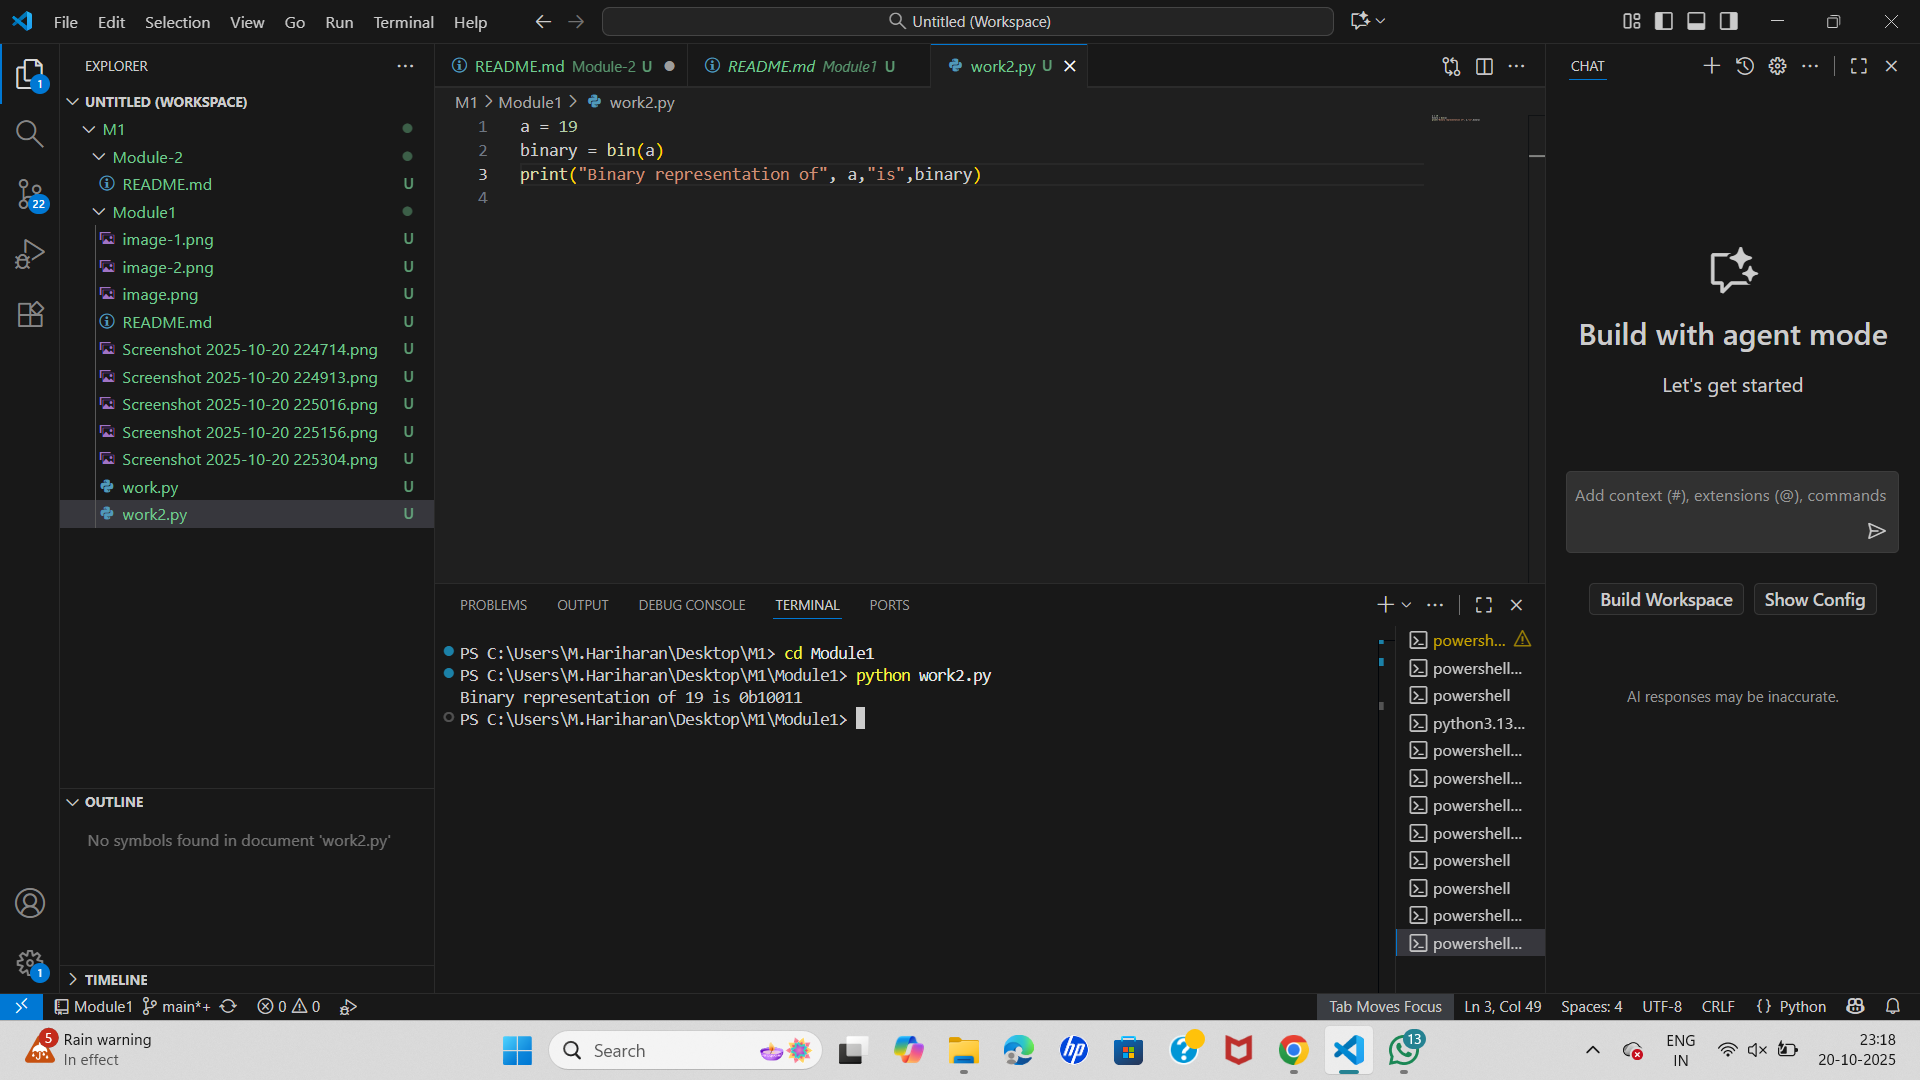 File Edit Selection View Go Run Terminal Help
Untitled (Workspace)
EXPLORER
UNTITLED (WORKSPACE)
M1
Module-2
README.md U
Module1
image-1.png U
image-2.png U
image.png U
README.md U
Screenshot 2025-10-20 224714.png U
Screenshot 2025-10-20 224913.png U
Screenshot 2025-10-20 225016.png U
Screenshot 2025-10-20 225156.png U
Screenshot 2025-10-20 225304.png U
work.py U
work2.py U
1
22
OUTLINE
No symbols found in document 'work2.py'
TIMELINE
1
README.md Module-2 U
README.md Module1 U
work2.py U
M1 > Module1 > work2.py
1 a = 19
2 binary = bin(a)
3 print("Binary representation of", a,"is",binary)
4
PROBLEMS OUTPUT DEBUG CONSOLE TERMINAL PORTS
PS C:\Users\M.Hariharan\Desktop\M1> cd Module1
PS C:\Users\M.Hariharan\Desktop\M1\Module1> python work2.py
Binary representation of 19 is 0b10011
PS C:\Users\M.Hariharan\Desktop\M1\Module1>
powersh...
powershell...
powershell
python3.13...
powershell...
powershell...
powershell...
powershell...
powershell
powershell
powershell...
powershell...
CHAT
Build with agent mode
Let's get started
Add context (#), extensions (@), commands
Build Workspace Show Config
AI responses may be inaccurate.
Module1 main*+ 0 0
Tab Moves Focus Ln 3, Col 49 Spaces: 4 UTF-8 CRLF {} Python
5
Rain warning
In effect
Search
hp
13
ENG
IN
23:18
20-10-2025